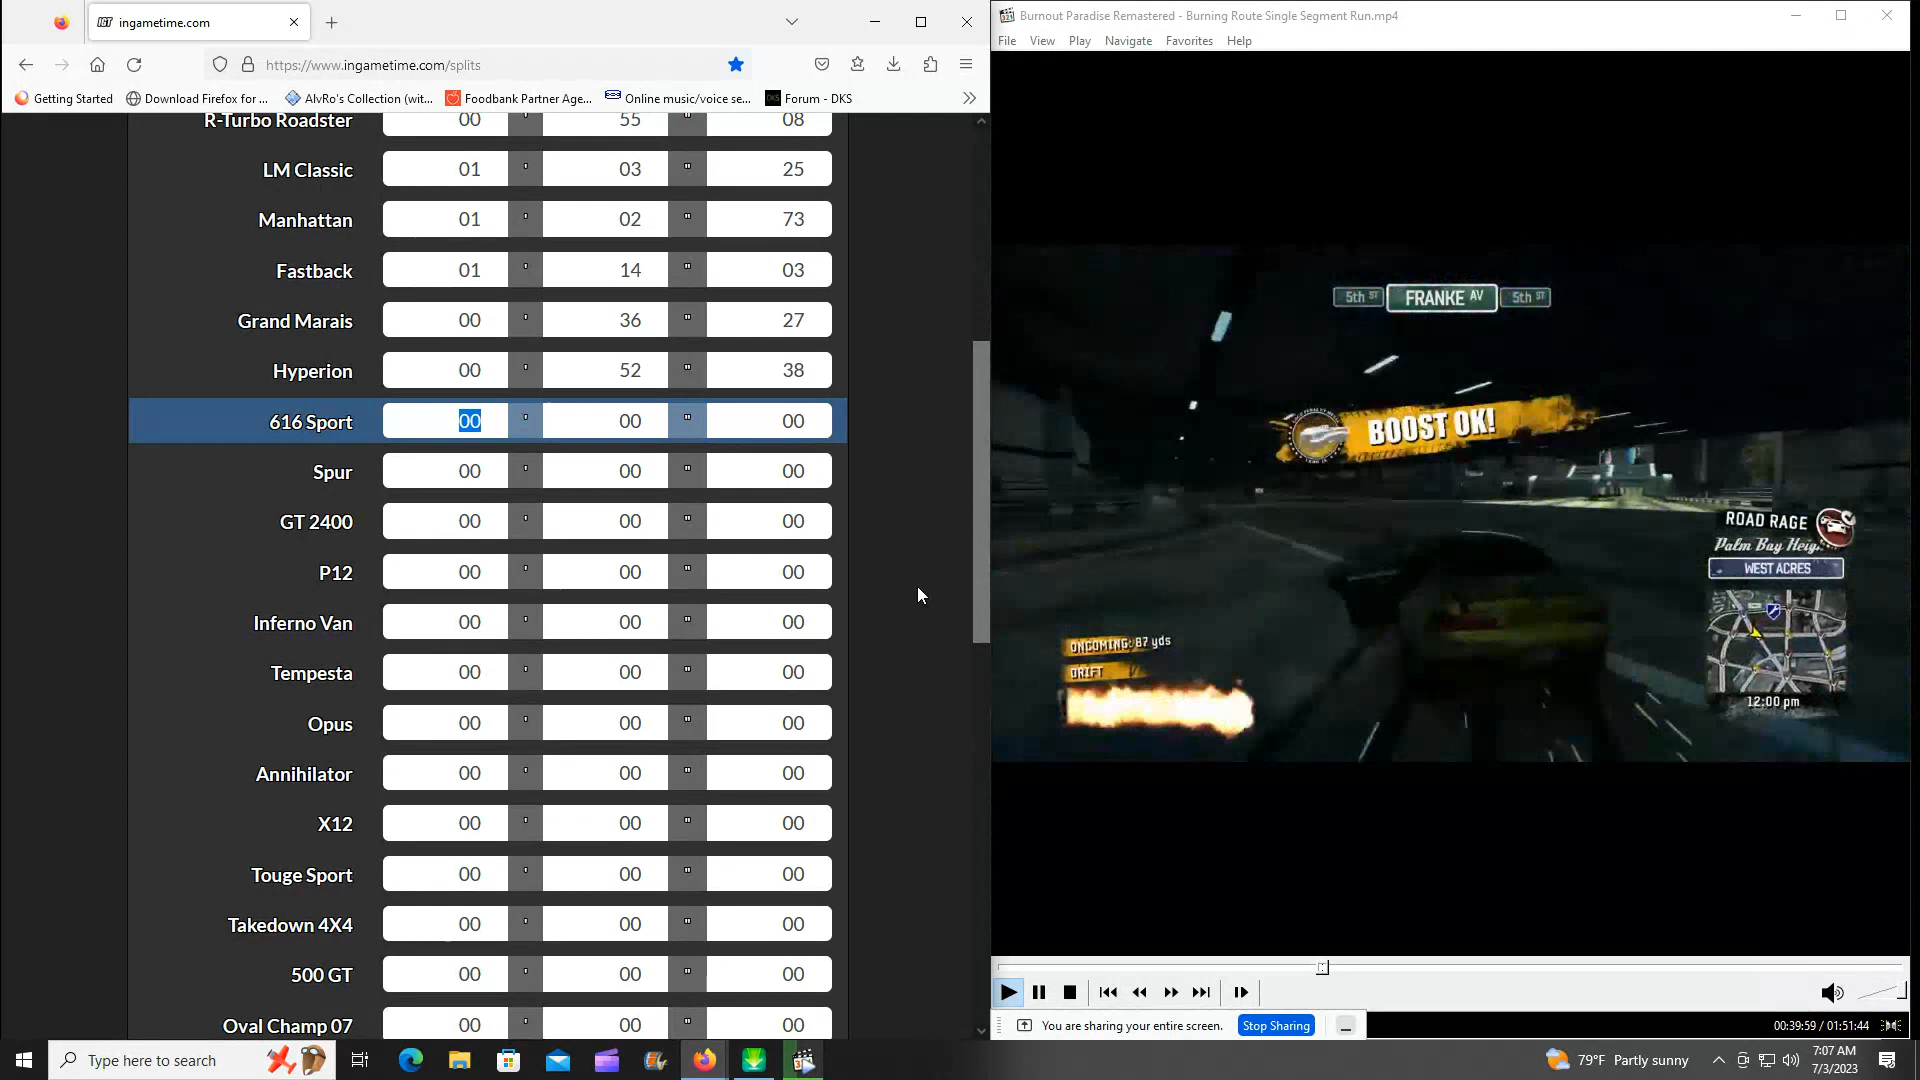 ingametime.com
Burnout Paradise Remastered - Burning Route Single Segment Run.mp4
File View Play Navigate Favorites Help
https://www.ingametime.com/splits
Getting Started
Download Firefox for ...
AlvRo's Collection (wit...
Foodbank Partner Age...
Online music/voice se...
Forum - DKS
R-Turbo Roadster 00 ' 55 " 08
LM Classic 01 ' 03 " 25
Manhattan 01 ' 02 " 73
Fastback 01 ' 14 " 03
Grand Marais 00 ' 36 " 27
Hyperion 00 ' 52 " 38
616 Sport 00 ' 00 " 00
Spur 00 ' 00 " 00
GT 2400 00 ' 00 " 00
P12 00 ' 00 " 00
Inferno Van 00 ' 00 " 00
Tempesta 00 ' 00 " 00
Opus 00 ' 00 " 00
Annihilator 00 ' 00 " 00
X12 00 ' 00 " 00
Touge Sport 00 ' 00 " 00
Takedown 4X4 00 ' 00 " 00
500 GT 00 ' 00 " 00
Oval Champ 07 00 ' 00 " 00
5th ST FRANKE AV 5th ST
BOOST OK!
ROAD RAGE
Palm Bay Heig
WEST ACRES
12:00 pm
ONCOMING: 87 yds
DRIFT
You are sharing your entire screen.
Stop Sharing
00:39:59 / 01:51:44
Type here to search
79°F Partly sunny
7:07 AM
7/3/2023